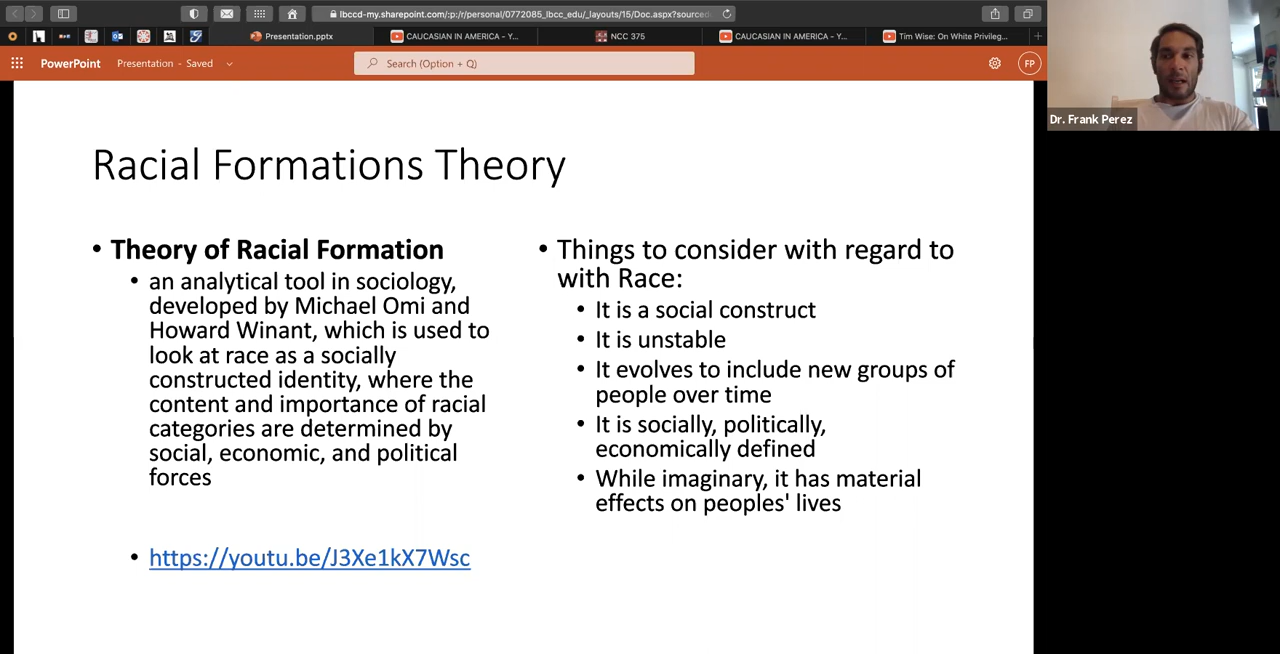 lbccd-my.sharepoint.com/:p:r/personal/0772085_lbcc_edu/_layouts/15/Doc.aspx?sourced
Presentation.pptx
CAUCASIAN IN AMERICA - Y...
NCC 375
CAUCASIAN IN AMERICA - Y...
Tim Wise: On White Privileg...
PowerPoint
Presentation - Saved
Search (Option + Q)
FP
Dr. Frank Perez
Racial Formations Theory
• Theory of Racial Formation
• an analytical tool in sociology,
developed by Michael Omi and
Howard Winant, which is used to
look at race as a socially
constructed identity, where the
content and importance of racial
categories are determined by
social, economic, and political
forces
• https://youtu.be/J3Xe1kX7Wsc
• Things to consider with regard to
with Race:
• It is a social construct
• It is unstable
• It evolves to include new groups of
people over time
• It is socially, politically,
economically defined
• While imaginary, it has material
effects on peoples' lives